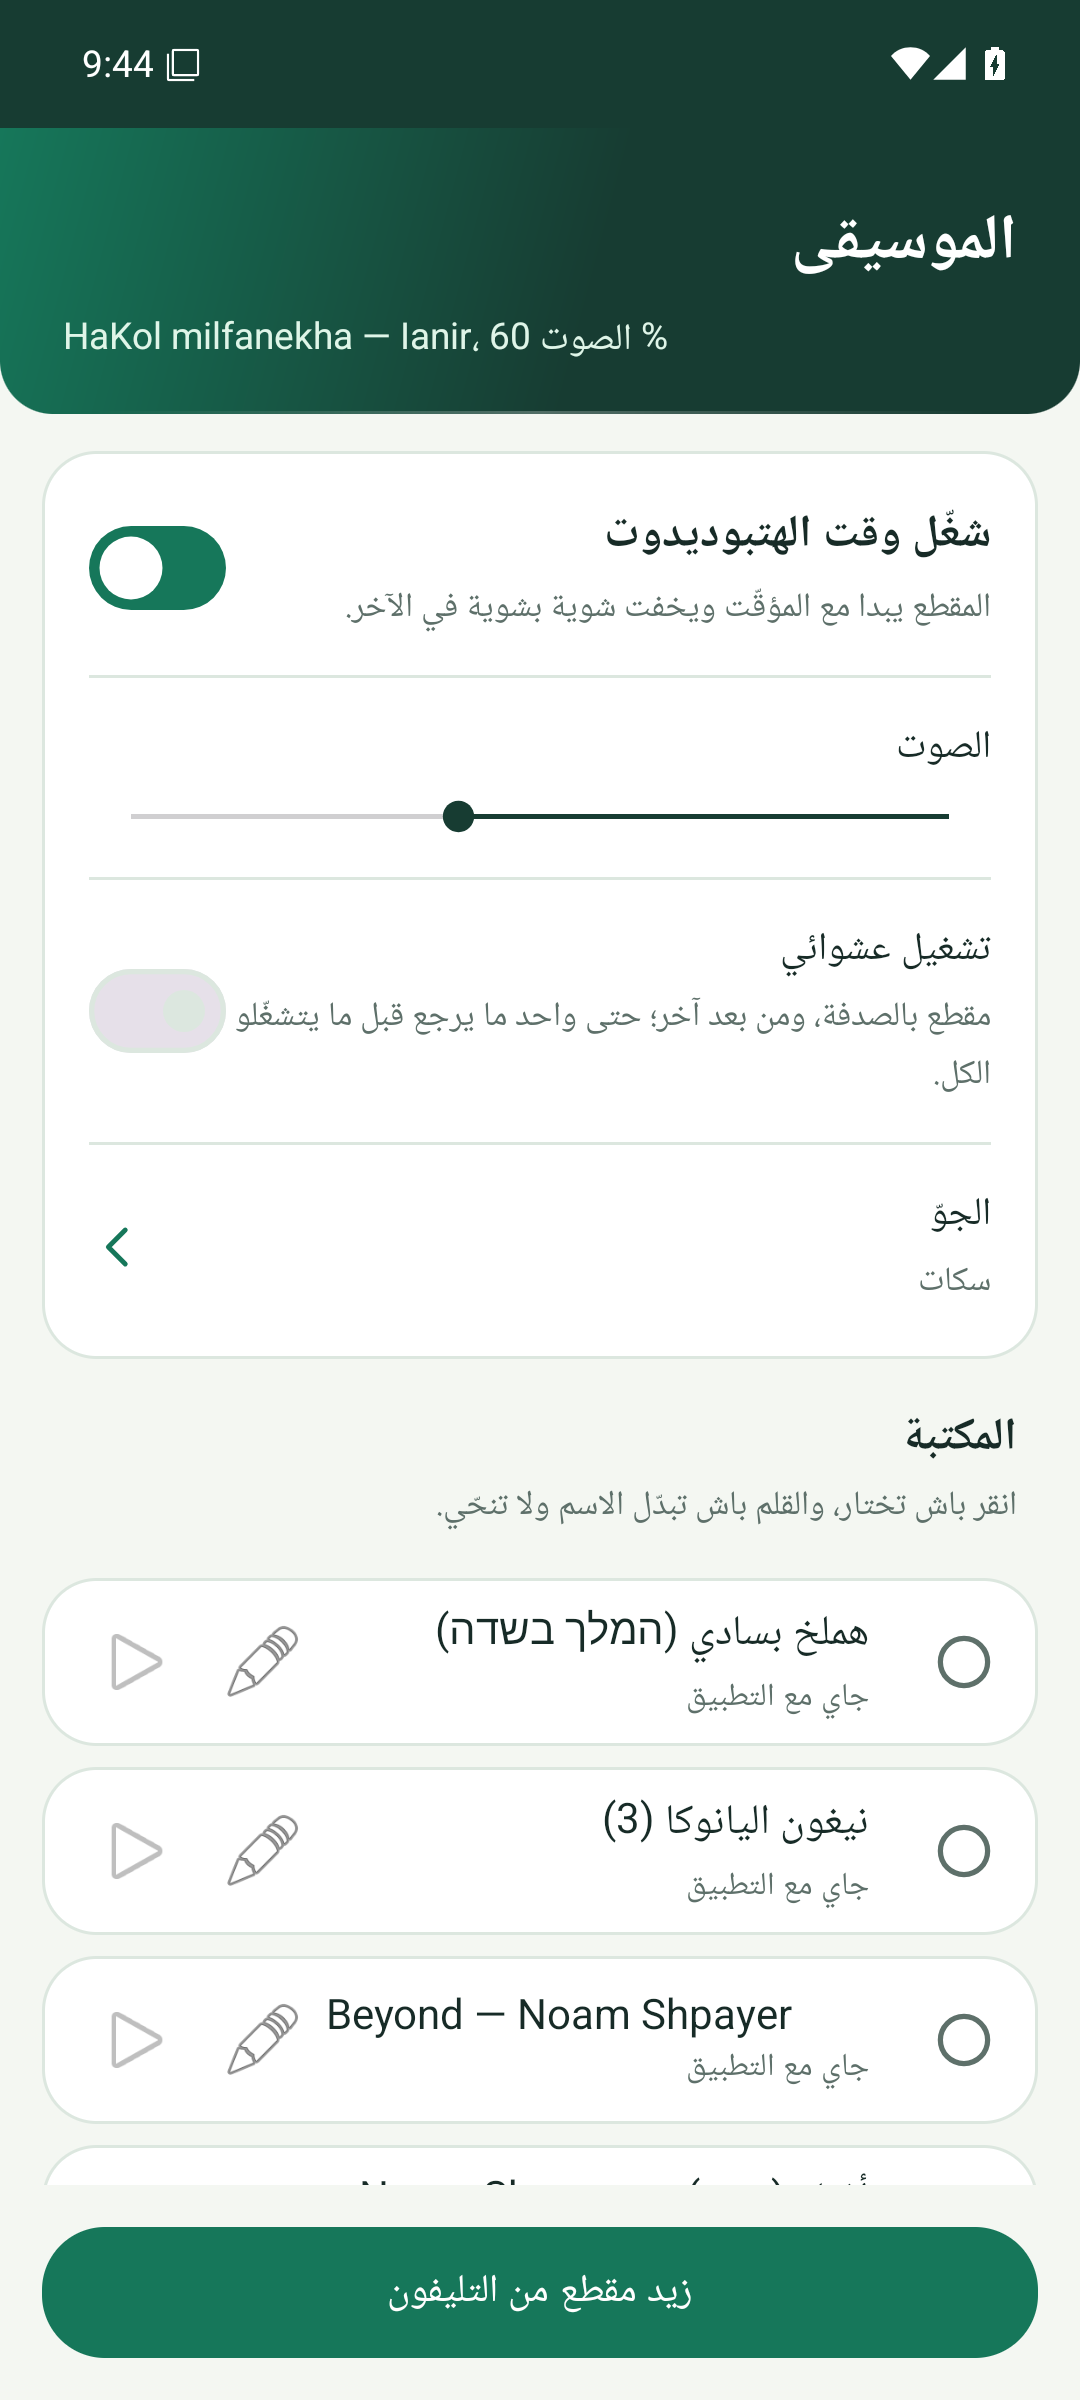 9:44
الموسيقى
HaKol milfanekha — Ianir، الصوت 60 %
شغّل وقت الهتبوديدوت
المقطع يبدا مع المؤقّت ويخفت شوية بشوية في الآخر.
الصوت
تشغيل عشوائي
مقطع بالصدفة، ومن بعد آخر؛ حتى واحد ما يرجع قبل ما يتشغّلو
الكل.
الجوّ
سكات
المكتبة
انقر باش تختار، والقلم باش تبدّل الاسم ولا تنحّي.
هملخ بسادي (המלך בשדה)
جاي مع التطبيق
نيغون اليانوكا (3)
جاي مع التطبيق
Beyond — Noam Shpayer
جاي مع التطبيق
زيد مقطع من التليفون